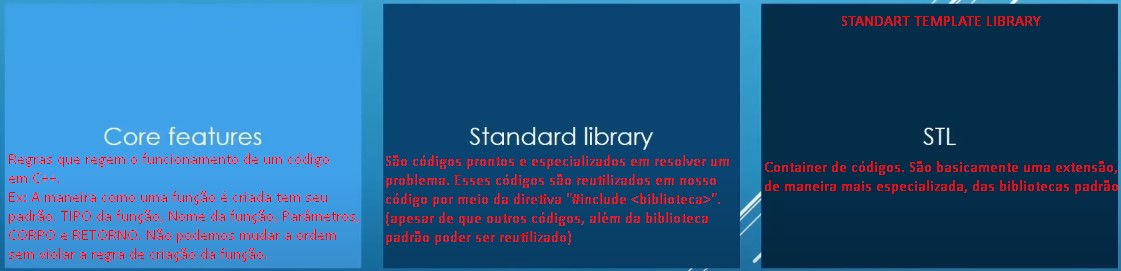 Core features
Regras que regem o funcionamento de um código
em C++.
Ex: A maneira como uma função é criada tem seu
padrão. TIPO da função, Nome da função, Parâmetros,
CORPO e RETORNO. Não podemos mudar a ordem
sem violar a regra de criação da função.
Standard library
São códigos prontos e especializados em resolver um
problema. Esses códigos são reutilizados em nosso
código por meio da diretiva "#include <biblioteca>".
(apesar de que outros códigos, além da biblioteca
padrão poder ser reutilizado)
STANDART TEMPLATE LIBRARY
STL
Container de códigos. São basicamente uma extensão,
de maneira mais especializada, das bibliotecas padrão